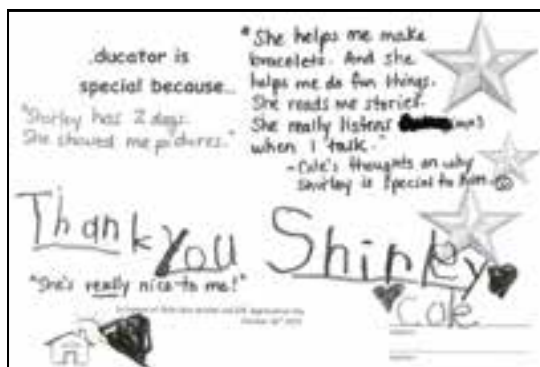 .ducator is
special because...
"Shirley has 2 dogs.
She showed me pictures."
"She helps me make
bracelets. And she
helps me do fun things.
She reads me stories.
She really listens
when I talk."
-Cole's thoughts on why
Shirley is special to him.
Thank You
Shirley
"She's really nice to me!"
Cole